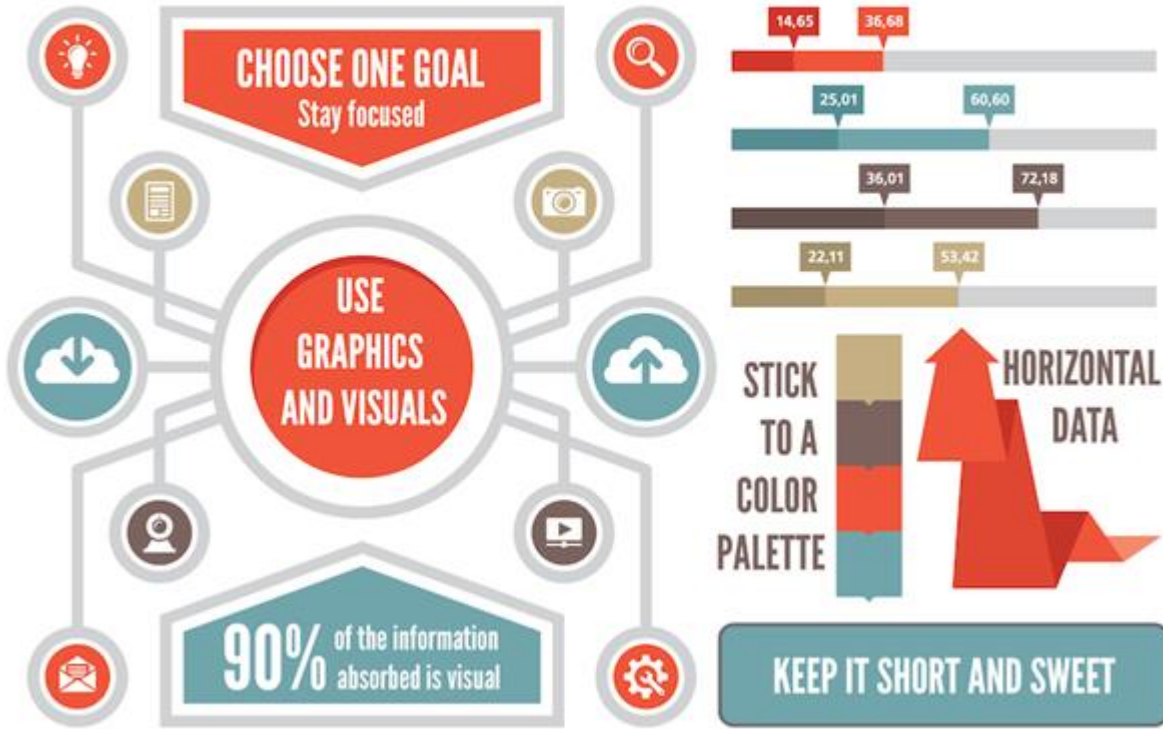 CHOOSE ONE GOAL
Stay focused
USE
GRAPHICS
AND VISUALS
90% of the information
absorbed is visual
14,65 36,68
25,01 60,60
36,01 72,18
22,11 53,42
STICK
TO A
COLOR
PALETTE
HORIZONTAL
DATA
KEEP IT SHORT AND SWEET